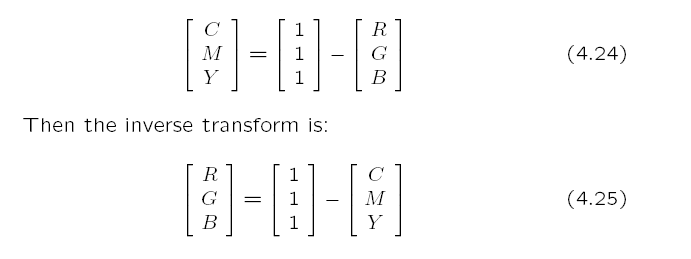 [ C M Y ] = [ 1 1 1 ] − [ R G B ] (4.24)
Then the inverse transform is:
[ R G B ] = [ 1 1 1 ] − [ C M Y ] (4.25)